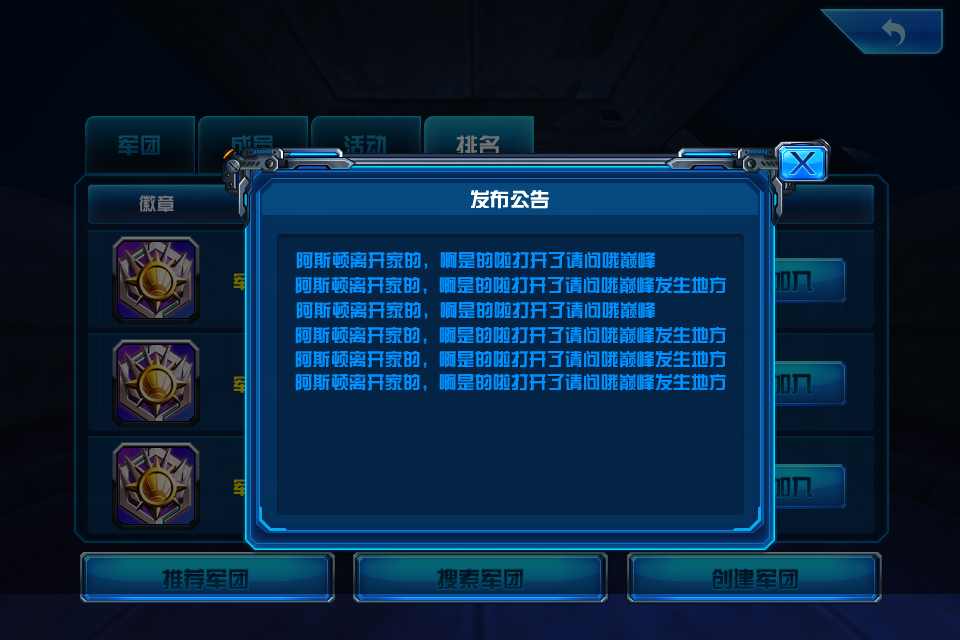 军团
成员
活动
排名
发布公告
徽章
阿斯顿离开家的，啊是的啦打开了请问哦巅峰
阿斯顿离开家的，啊是的啦打开了请问哦巅峰发生地方
阿斯顿离开家的，啊是的啦打开了请问哦巅峰
阿斯顿离开家的，啊是的啦打开了请问哦巅峰发生地方
阿斯顿离开家的，啊是的啦打开了请问哦巅峰发生地方
阿斯顿离开家的，啊是的啦打开了请问哦巅峰发生地方
军
军
军
推荐军团
搜索军团
创建军团